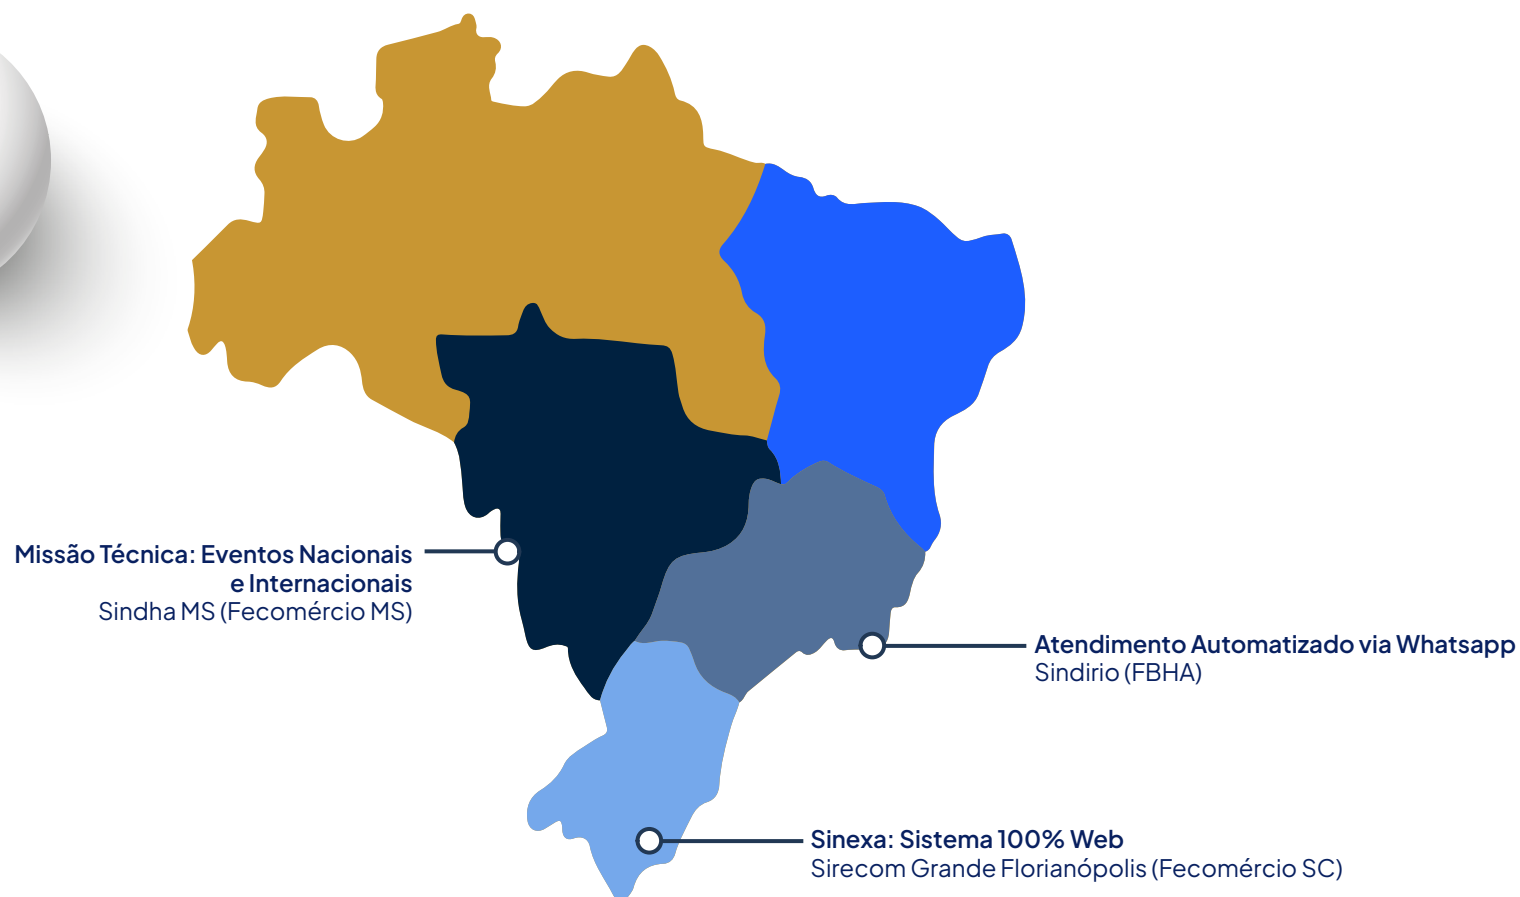 Missão Técnica: Eventos Nacionais
e Internacionais
Sindha MS (Fecomércio MS)
Atendimento Automatizado via Whatsapp
Sindirio (FBHA)
Sinexa: Sistema 100% Web
Sirecom Grande Florianópolis (Fecomércio SC)